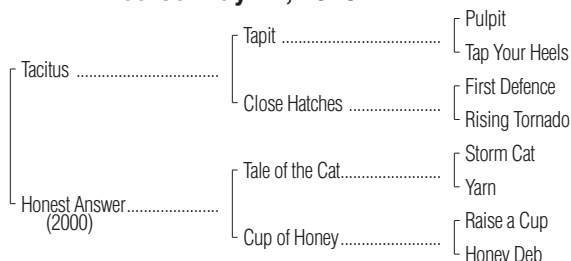 Tacitus
Tapit
Pulpit
Tap Your Heels
Close Hatches
First Defence
Rising Tornado
Honest Answer
(2000)
Tale of the Cat
Storm Cat
Yarn
Cup of Honey
Raise a Cup
Honey Deb